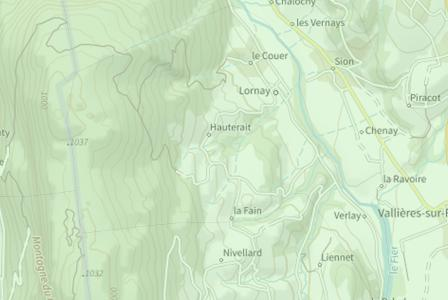 Chalochy
les Vernays
le Couer
Sion
1000
Lornay
Piracot
Hauterait
Chenay
1037
la Ravoire
la Fain
Verlay
Vallières-sur-
Nivellard
le Fier
Liennet
Montagne du
1032